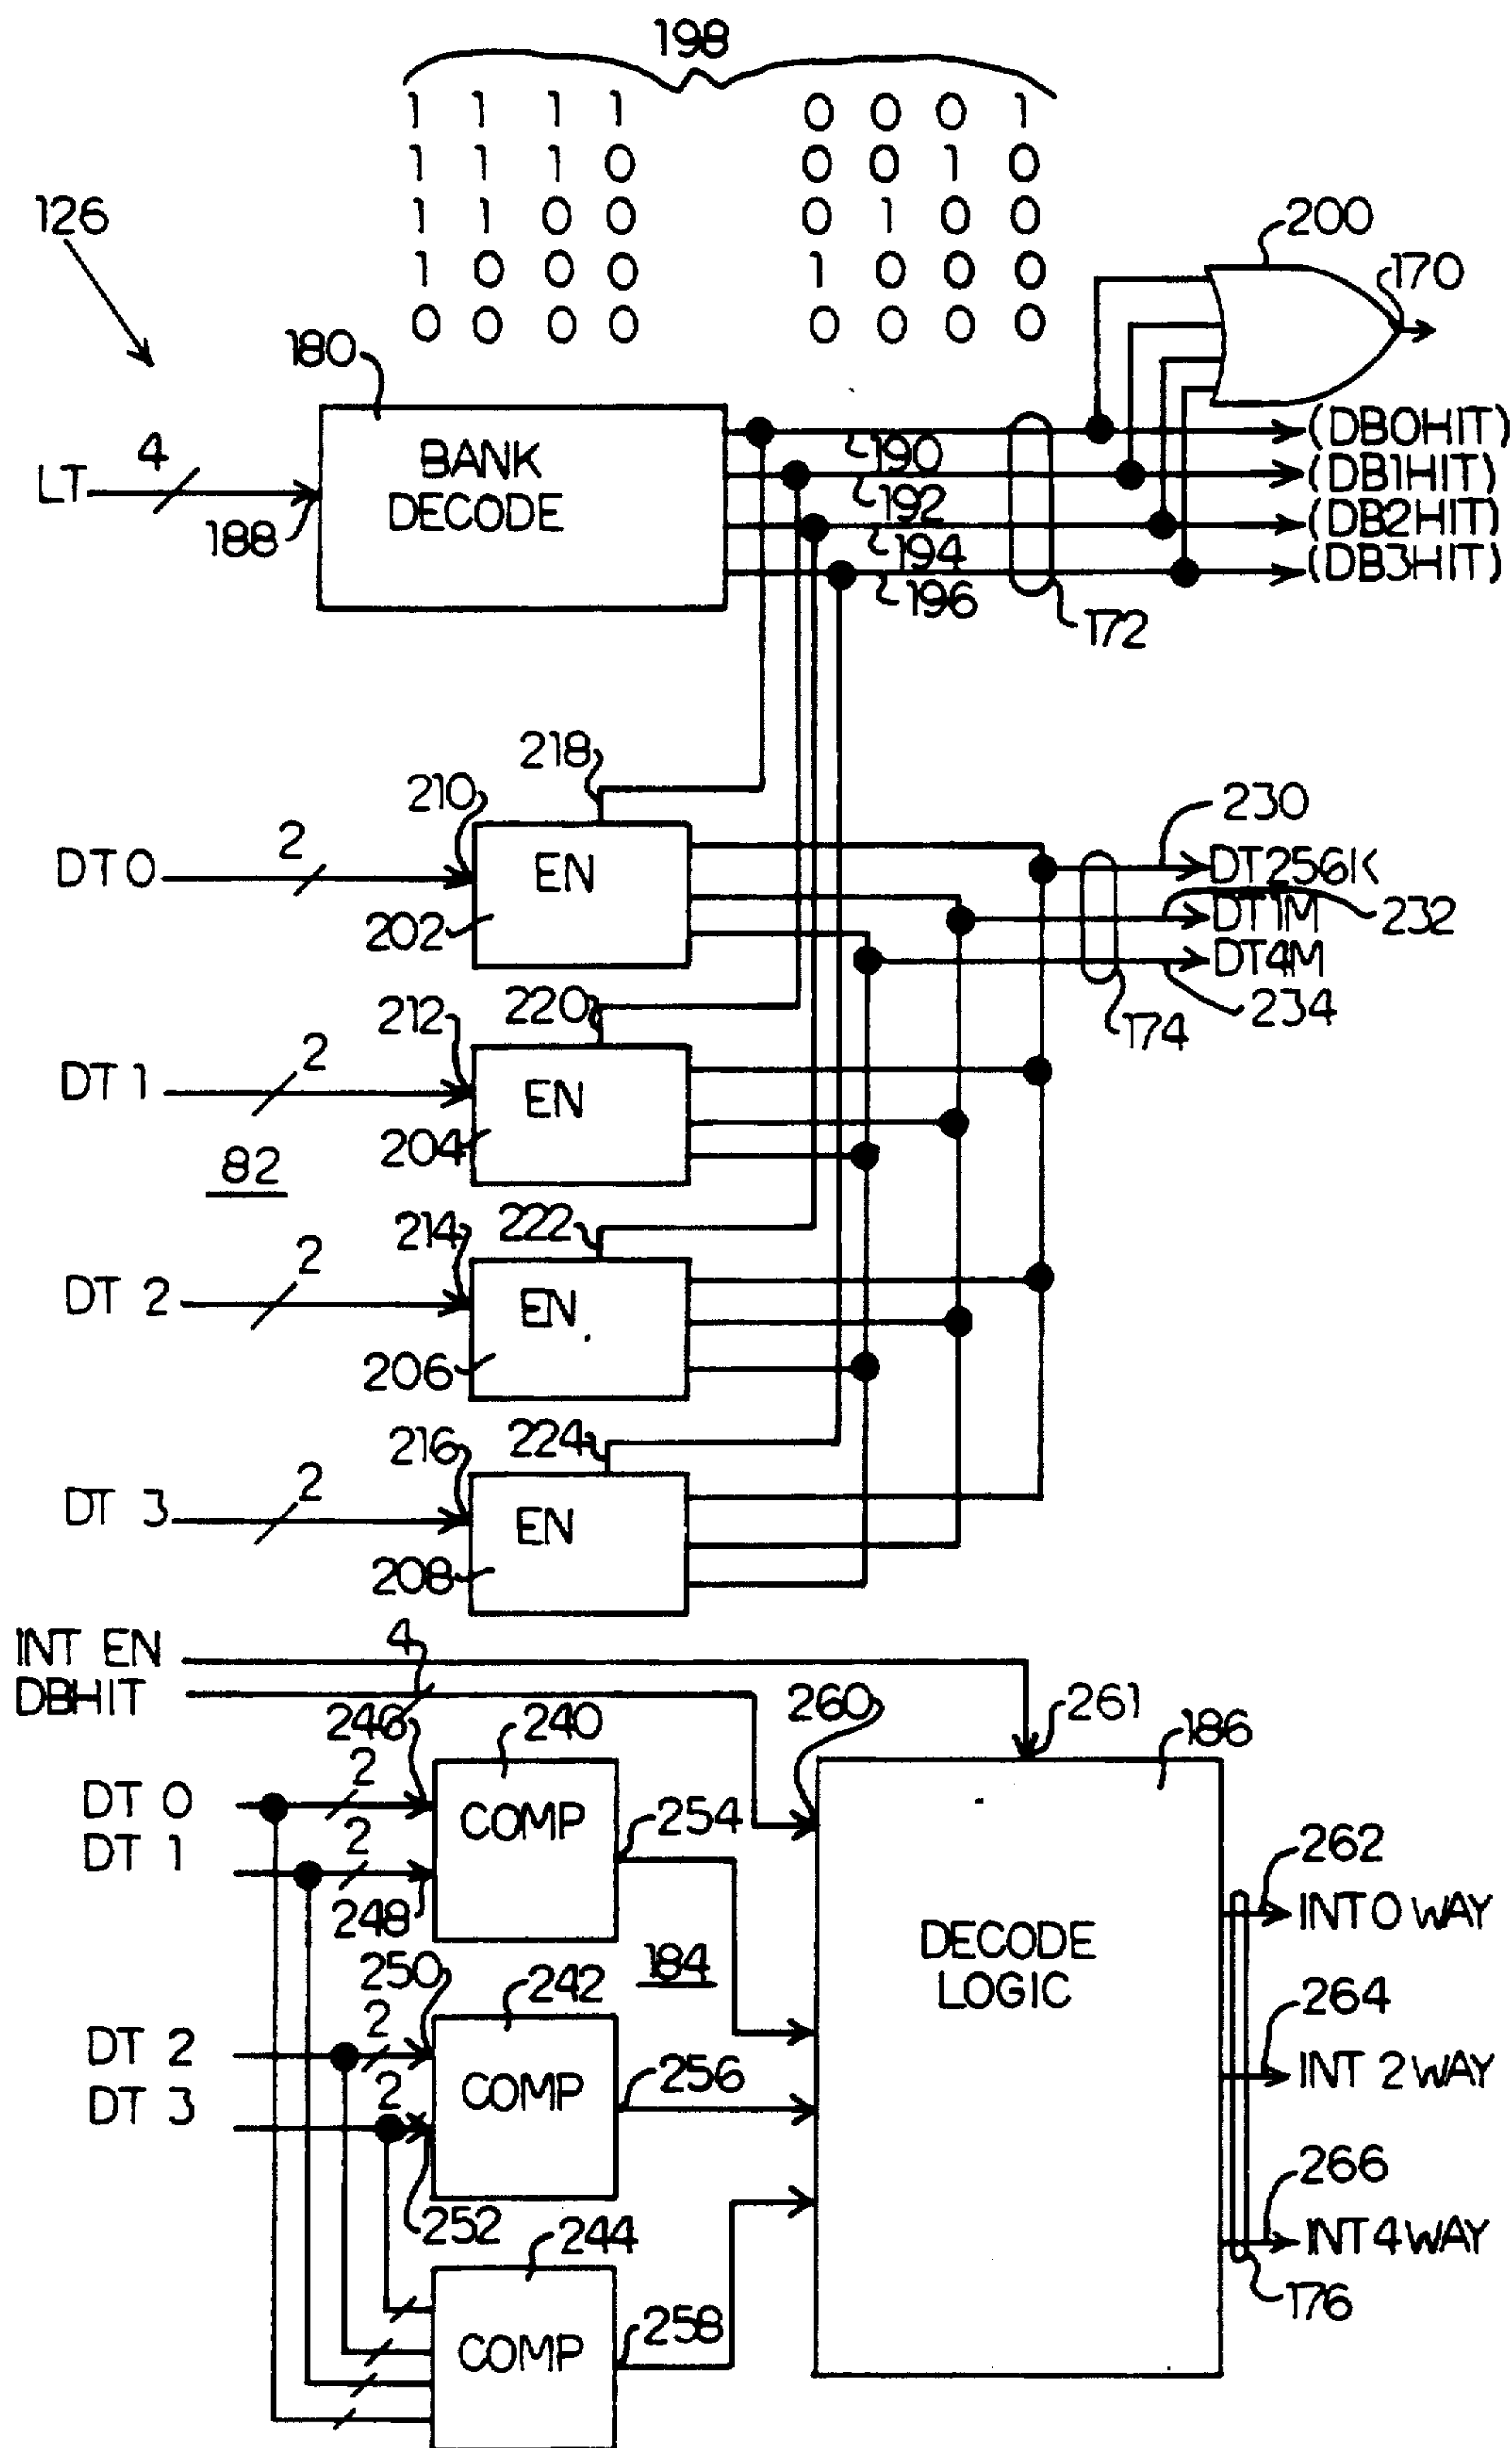 198
1 1 1 1 0 0 0 1
1 1 1 0 0 0 1 0
1 1 0 0 0 1 0 0
1 0 0 0 1 0 0 0
0 0 0 0 0 0 0 0
126
200
170
180
BANK
DECODE
LT
4
188
190
192
194
196
172
(DB0HIT)
(DB1HIT)
(DB2HIT)
(DB3HIT)
218
210
DT0
2
EN
202
230
DT256K
DT1M
232
DT4M
234
174
220
212
DT 1
2
EN
204
82
222
214
DT 2
2
EN
206
224
216
DT 3
2
EN
208
INT EN
DBHIT
4
260
261
186
246
240
DT 0
2
COMP
254
DT 1
2
248
184
DECODE
LOGIC
262
INT0 WAY
250
242
DT 2
2
COMP
256
264
INT 2WAY
DT 3
2
252
244
COMP
258
266
INT4WAY
176